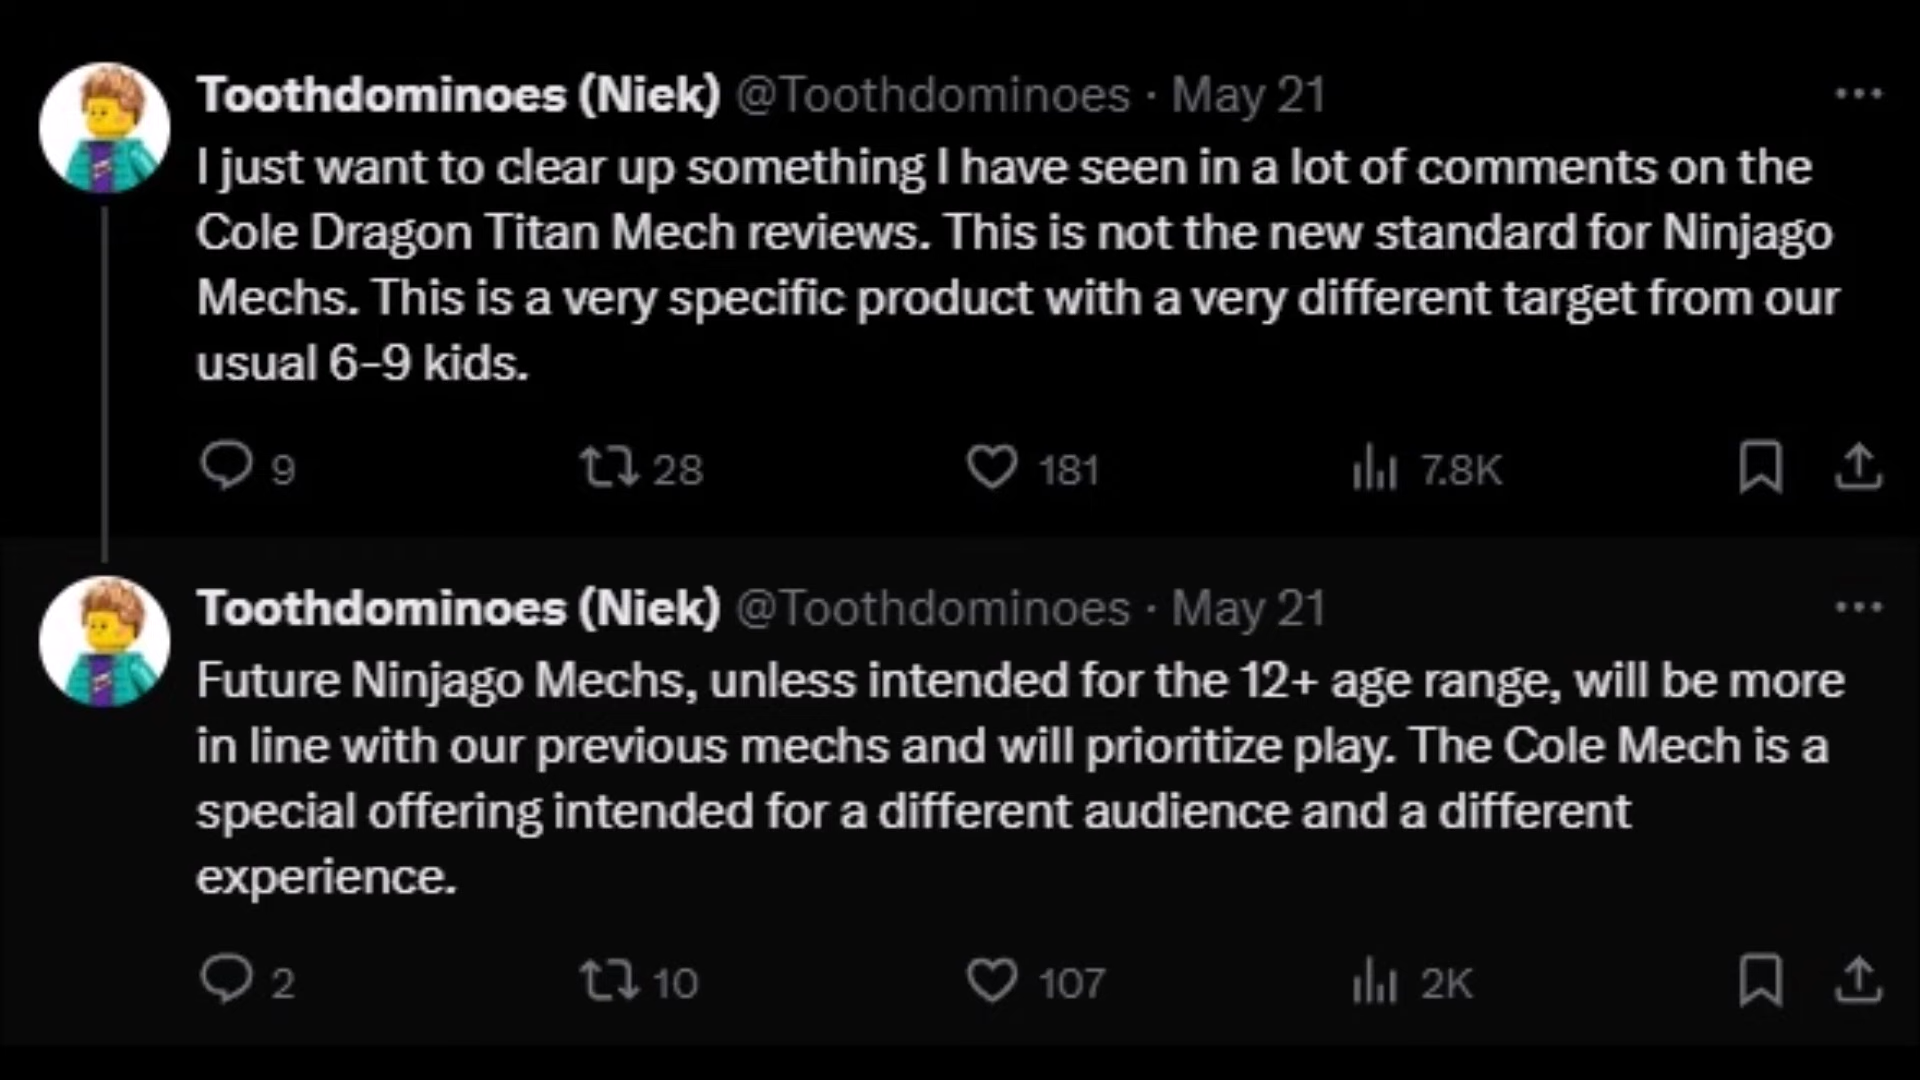 Toothdominoes (Niek) @Toothdominoes · May 21
I just want to clear up something I have seen in a lot of comments on the
Cole Dragon Titan Mech reviews. This is not the new standard for Ninjago
Mechs. This is a very specific product with a very different target from our
usual 6–9 kids.
9 28 181 7.8K
Toothdominoes (Niek) @Toothdominoes · May 21
Future Ninjago Mechs, unless intended for the 12+ age range, will be more
in line with our previous mechs and will prioritize play. The Cole Mech is a
special offering intended for a different audience and a different
experience.
2 10 107 2K